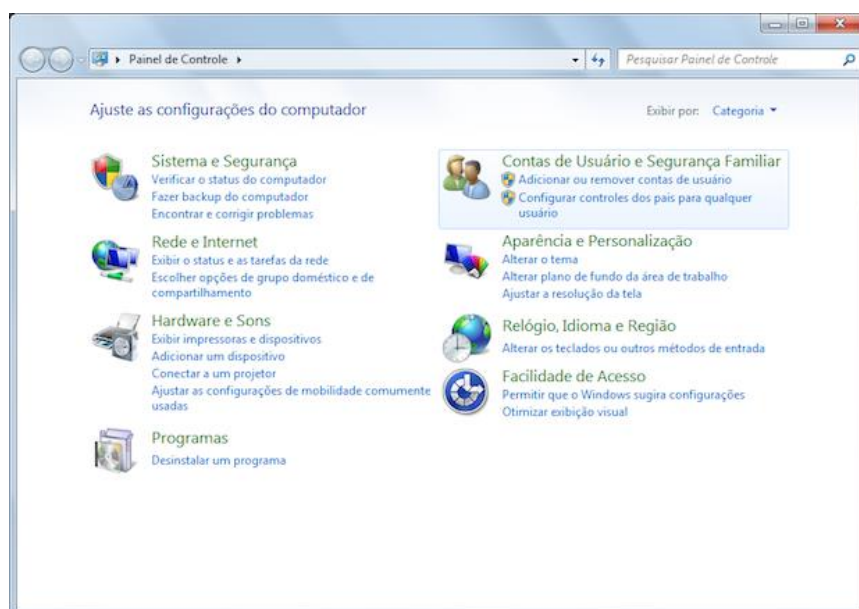 Painel de Controle
Pesquisar Painel de Controle
Ajuste as configurações do computador
Exibir por: Categoria
Sistema e Segurança
Verificar o status do computador
Fazer backup do computador
Encontrar e corrigir problemas
Rede e Internet
Exibir o status e as tarefas da rede
Escolher opções de grupo doméstico e de
compartilhamento
Hardware e Sons
Exibir impressoras e dispositivos
Adicionar um dispositivo
Conectar a um projetor
Ajustar as configurações de mobilidade comumente
usadas
Programas
Desinstalar um programa
Contas de Usuário e Segurança Familiar
Adicionar ou remover contas de usuário
Configurar controles dos pais para qualquer
usuário
Aparência e Personalização
Alterar o tema
Alterar plano de fundo da área de trabalho
Ajustar a resolução da tela
Relógio, Idioma e Região
Alterar os teclados ou outros métodos de entrada
Facilidade de Acesso
Permitir que o Windows sugira configurações
Otimizar exibição visual